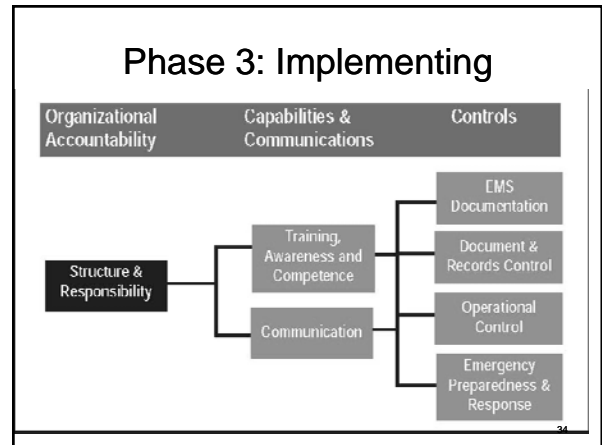 Phase 3: Implementing
Organizational
Accountability
Capabilities &
Communications
Controls
Structure &
Responsibility
Training,
Awareness and
Competence
Communication
EMS
Documentation
Document &
Records Control
Operational
Control
Emergency
Preparedness &
Response
34